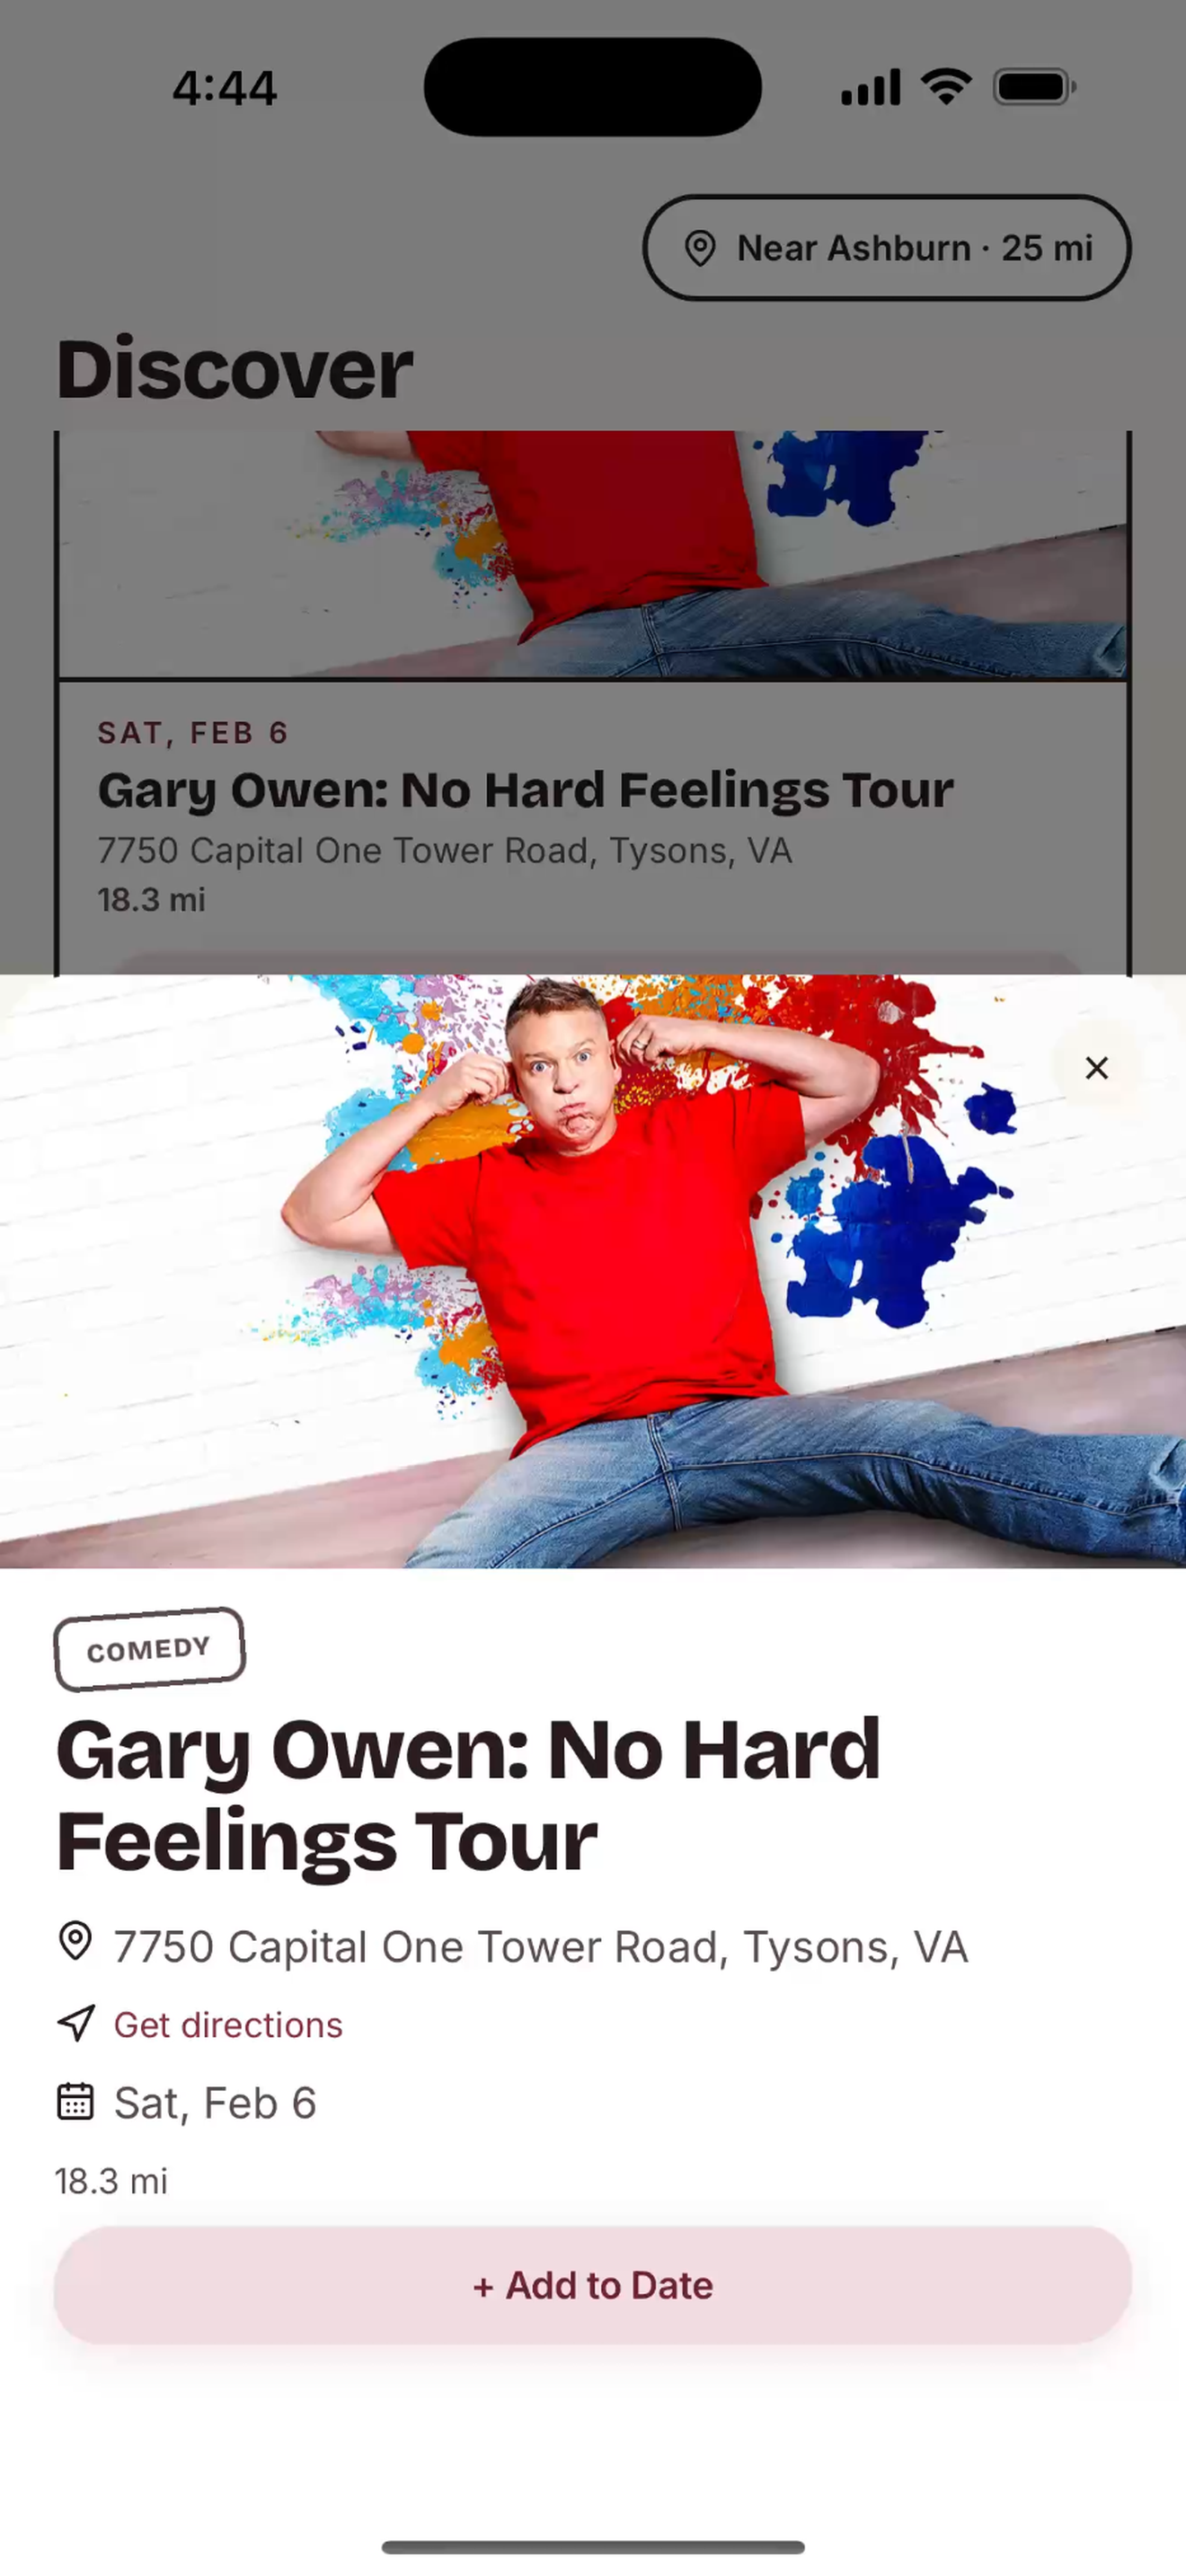 4:44
Near Ashburn · 25 mi
Discover
SAT, FEB 6
Gary Owen: No Hard Feelings Tour
7750 Capital One Tower Road, Tysons, VA
18.3 mi
COMEDY
Gary Owen: No Hard
Feelings Tour
7750 Capital One Tower Road, Tysons, VA
Get directions
Sat, Feb 6
18.3 mi
+ Add to Date